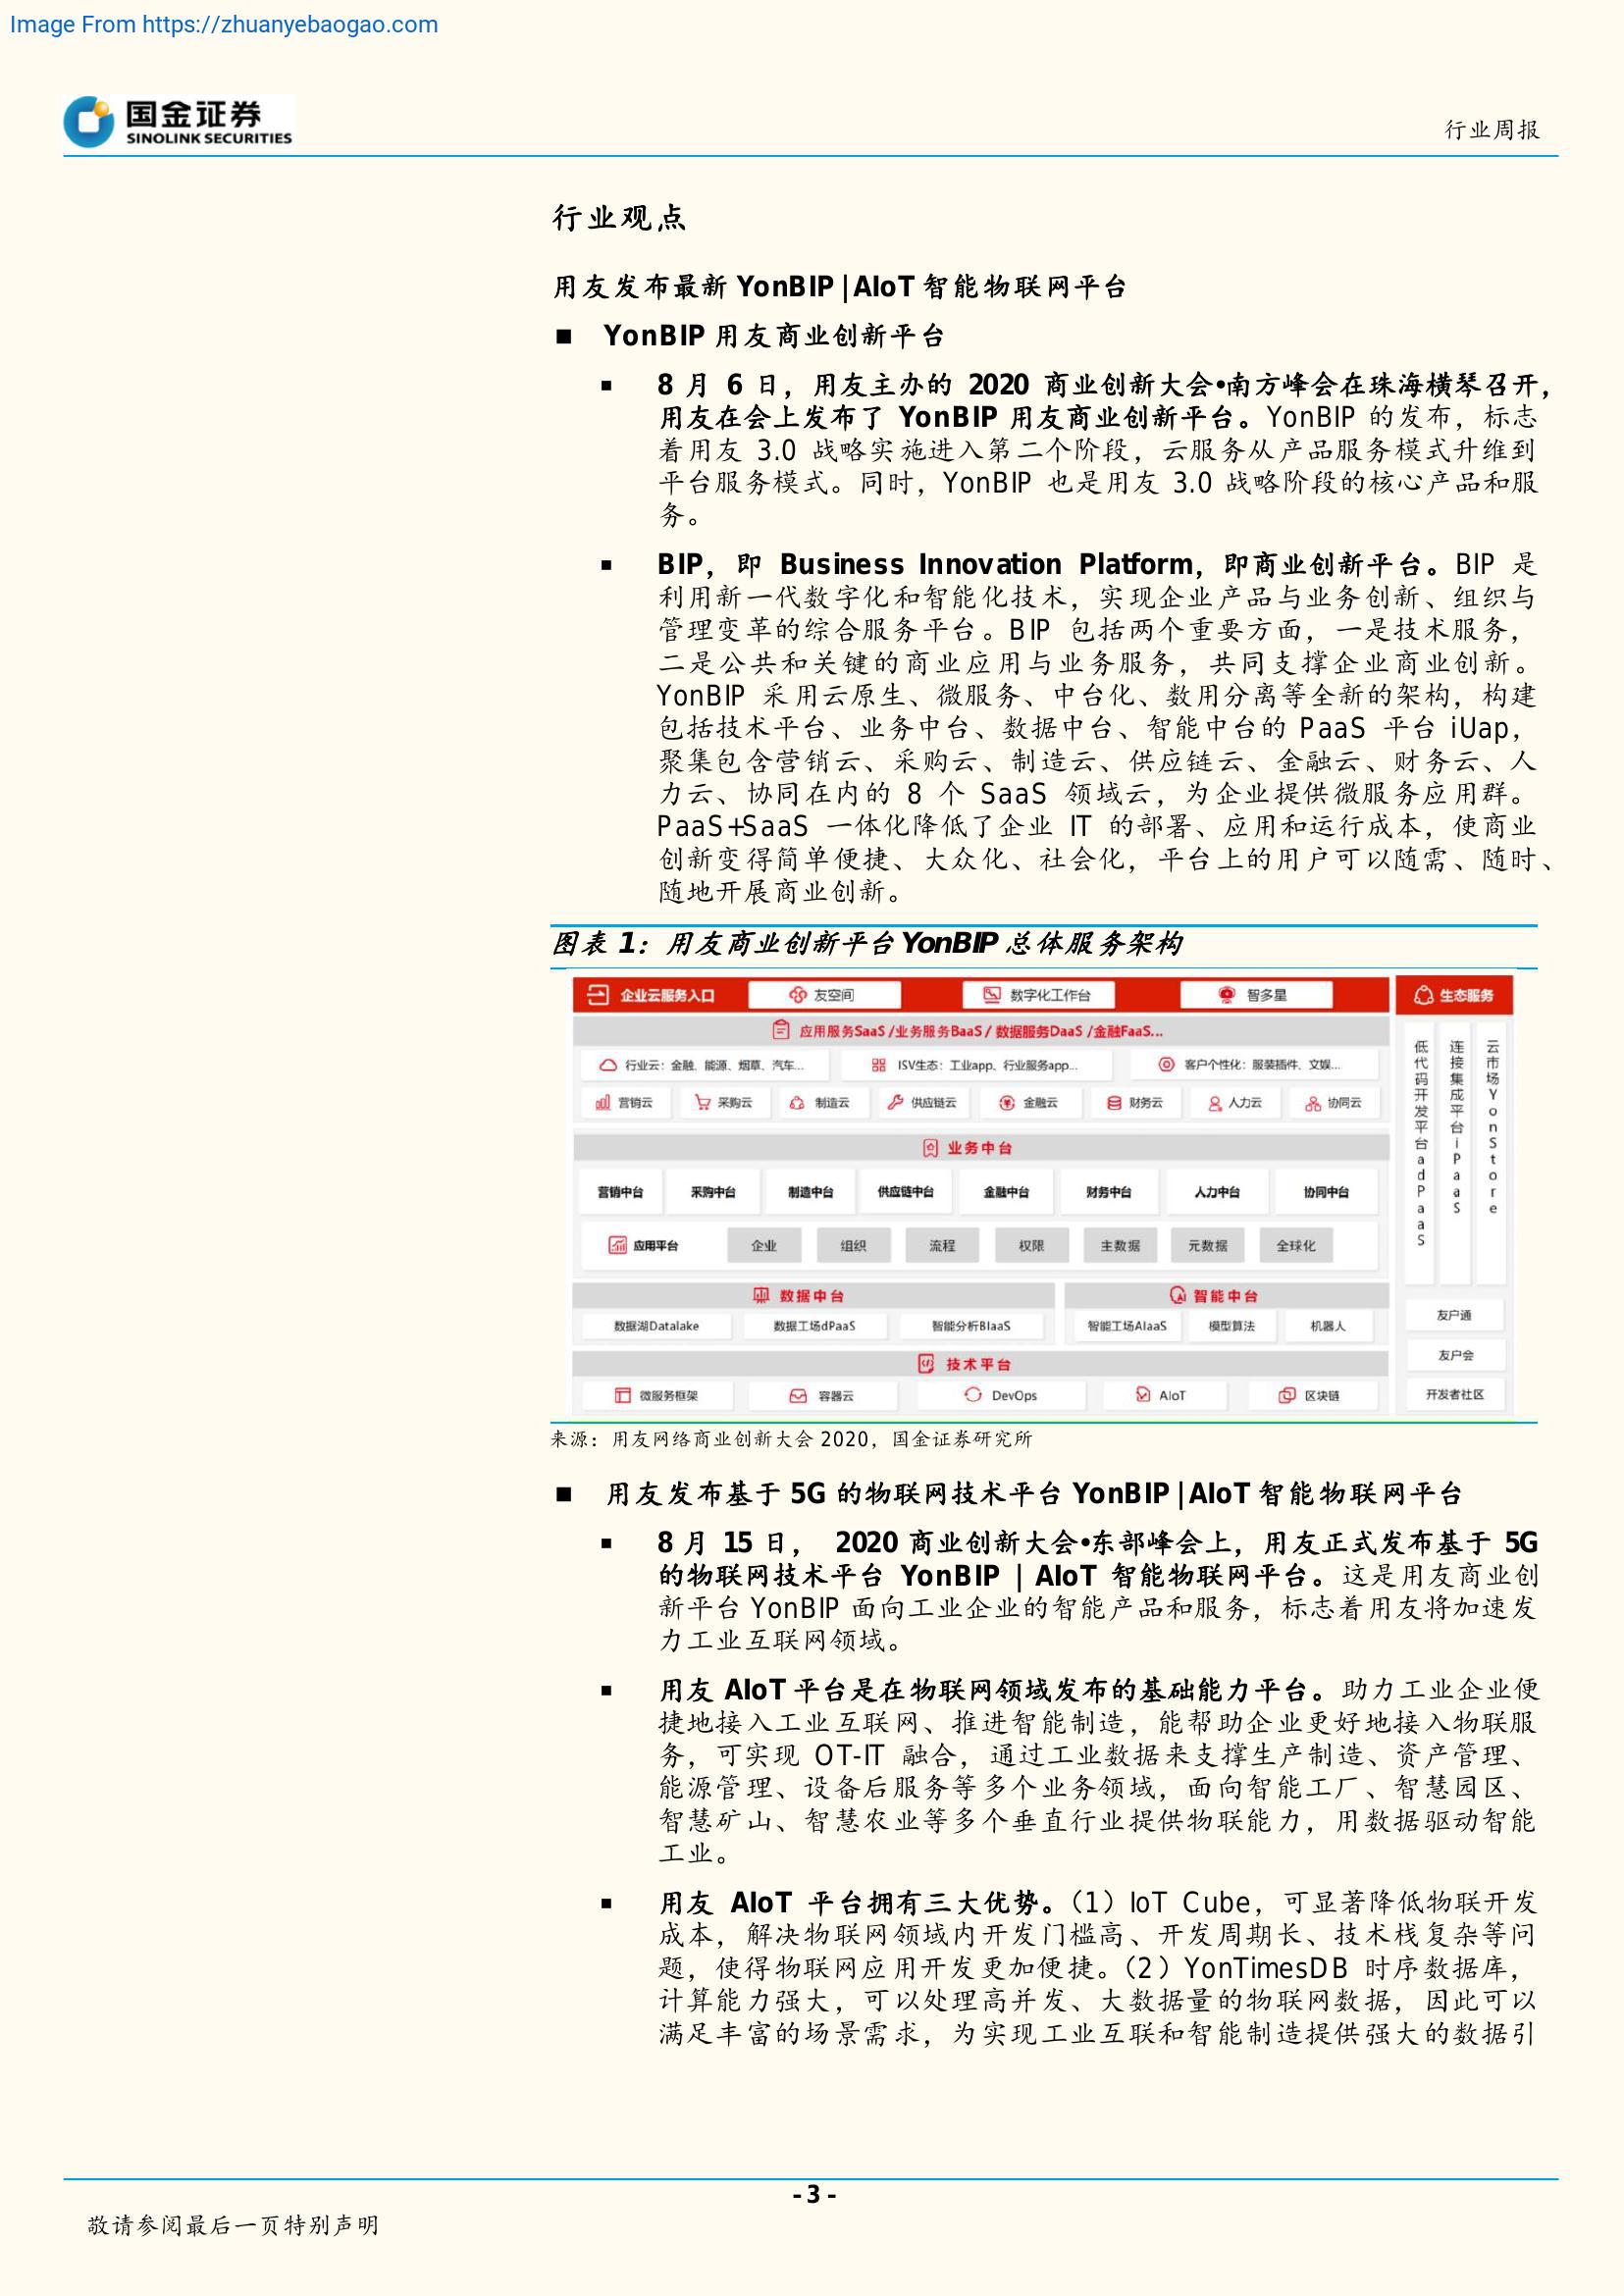 Image From https://zhuanyebaogao.com
国金证券
SINOLINK SECURITIES
行业周报
行业观点
用友发布最新 YonBIP|AIoT 智能物联网平台
■ YonBIP 用友商业创新平台
▪ 8 月 6 日，用友主办的 2020 商业创新大会•南方峰会在珠海横琴召开，
用友在会上发布了 YonBIP 用友商业创新平台。YonBIP 的发布，标志
着用友 3.0 战略实施进入第二个阶段，云服务从产品服务模式升维到
平台服务模式。同时，YonBIP 也是用友 3.0 战略阶段的核心产品和服
务。
▪ BIP，即 Business Innovation Platform，即商业创新平台。BIP 是
利用新一代数字化和智能化技术，实现企业产品与业务创新、组织与
管理变革的综合服务平台。BIP 包括两个重要方面，一是技术服务，
二是公共和关键的商业应用与业务服务，共同支撑企业商业创新。
YonBIP 采用云原生、微服务、中台化、数用分离等全新的架构，构建
包括技术平台、业务中台、数据中台、智能中台的 PaaS 平台 iUap，
聚集包含营销云、采购云、制造云、供应链云、金融云、财务云、人
力云、协同在内的 8 个 SaaS 领域云，为企业提供微服务应用群。
PaaS+SaaS 一体化降低了企业 IT 的部署、应用和运行成本，使商业
创新变得简单便捷、大众化、社会化，平台上的用户可以随需、随时、
随地开展商业创新。
图表 1：用友商业创新平台 YonBIP 总体服务架构
企业云服务入口 友空间 数字化工作台 智多星
应用服务SaaS /业务服务BaaS / 数据服务DaaS /金融FaaS...
行业云：金融、能源、烟草、汽车... ISV生态：工业app、行业服务app... 客户个性化：服装插件、文娱...
营销云 采购云 制造云 供应链云 金融云 财务云 人力云 协同云
业务中台
营销中台 采购中台 制造中台 供应链中台 金融中台 财务中台 人力中台 协同中台
应用平台 企业 组织 流程 权限 主数据 元数据 全球化
数据中台 智能中台
数据湖Datalake 数据工场dPaaS 智能分析BIaaS 智能工场AIaaS 模型算法 机器人
技术平台
微服务框架 容器云 DevOps AIoT 区块链
生态服务
低代码开发平台adPaaS
连接集成平台iPaaS
云市场YonStore
友户通
友户会
开发者社区
来源：用友网络商业创新大会 2020，国金证券研究所
■ 用友发布基于 5G 的物联网技术平台 YonBIP|AIoT 智能物联网平台
▪ 8 月 15 日， 2020 商业创新大会•东部峰会上，用友正式发布基于 5G
的物联网技术平台 YonBIP | AIoT 智能物联网平台。这是用友商业创
新平台 YonBIP 面向工业企业的智能产品和服务，标志着用友将加速发
力工业互联网领域。
▪ 用友 AIoT 平台是在物联网领域发布的基础能力平台。助力工业企业便
捷地接入工业互联网、推进智能制造，能帮助企业更好地接入物联服
务，可实现 OT-IT 融合，通过工业数据来支撑生产制造、资产管理、
能源管理、设备后服务等多个业务领域，面向智能工厂、智慧园区、
智慧矿山、智慧农业等多个垂直行业提供物联能力，用数据驱动智能
工业。
▪ 用友 AIoT 平台拥有三大优势。（1）IoT Cube，可显著降低物联开发
成本，解决物联网领域内开发门槛高、开发周期长、技术栈复杂等问
题，使得物联网应用开发更加便捷。（2）YonTimesDB 时序数据库，
计算能力强大，可以处理高并发、大数据量的物联网数据，因此可以
满足丰富的场景需求，为实现工业互联和智能制造提供强大的数据引
- 3 -
敬请参阅最后一页特别声明